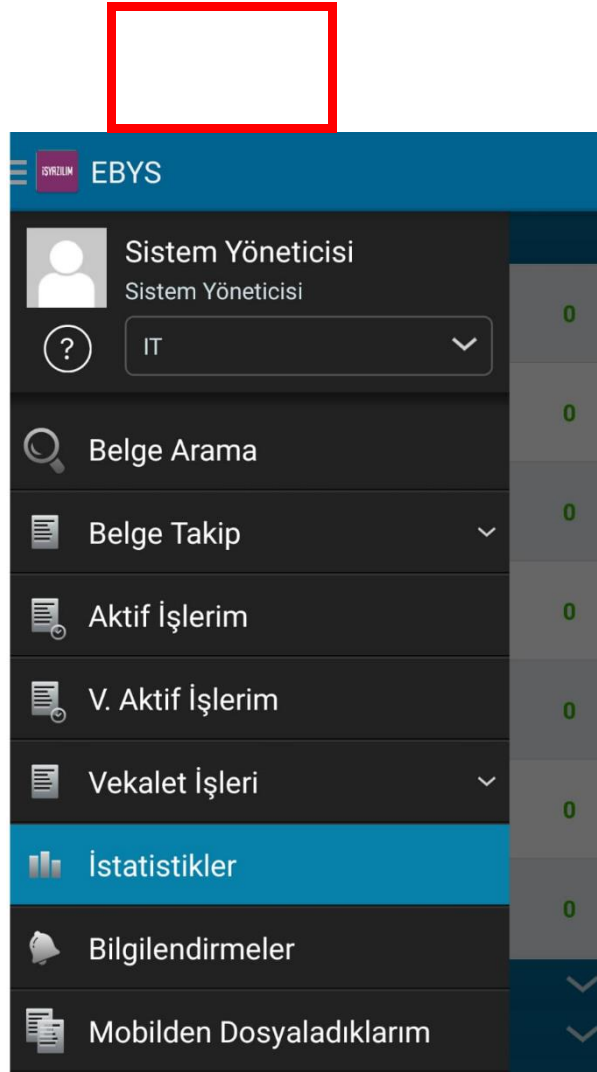 İŞYAZILIM EBYS
Sistem Yöneticisi
Sistem Yöneticisi
? IT
0
Belge Arama
0
Belge Takip
0
Aktif İşlerim
0
V. Aktif İşlerim
0
Vekalet İşleri
0
İstatistikler
0
Bilgilendirmeler
Mobilden Dosyaladıklarım